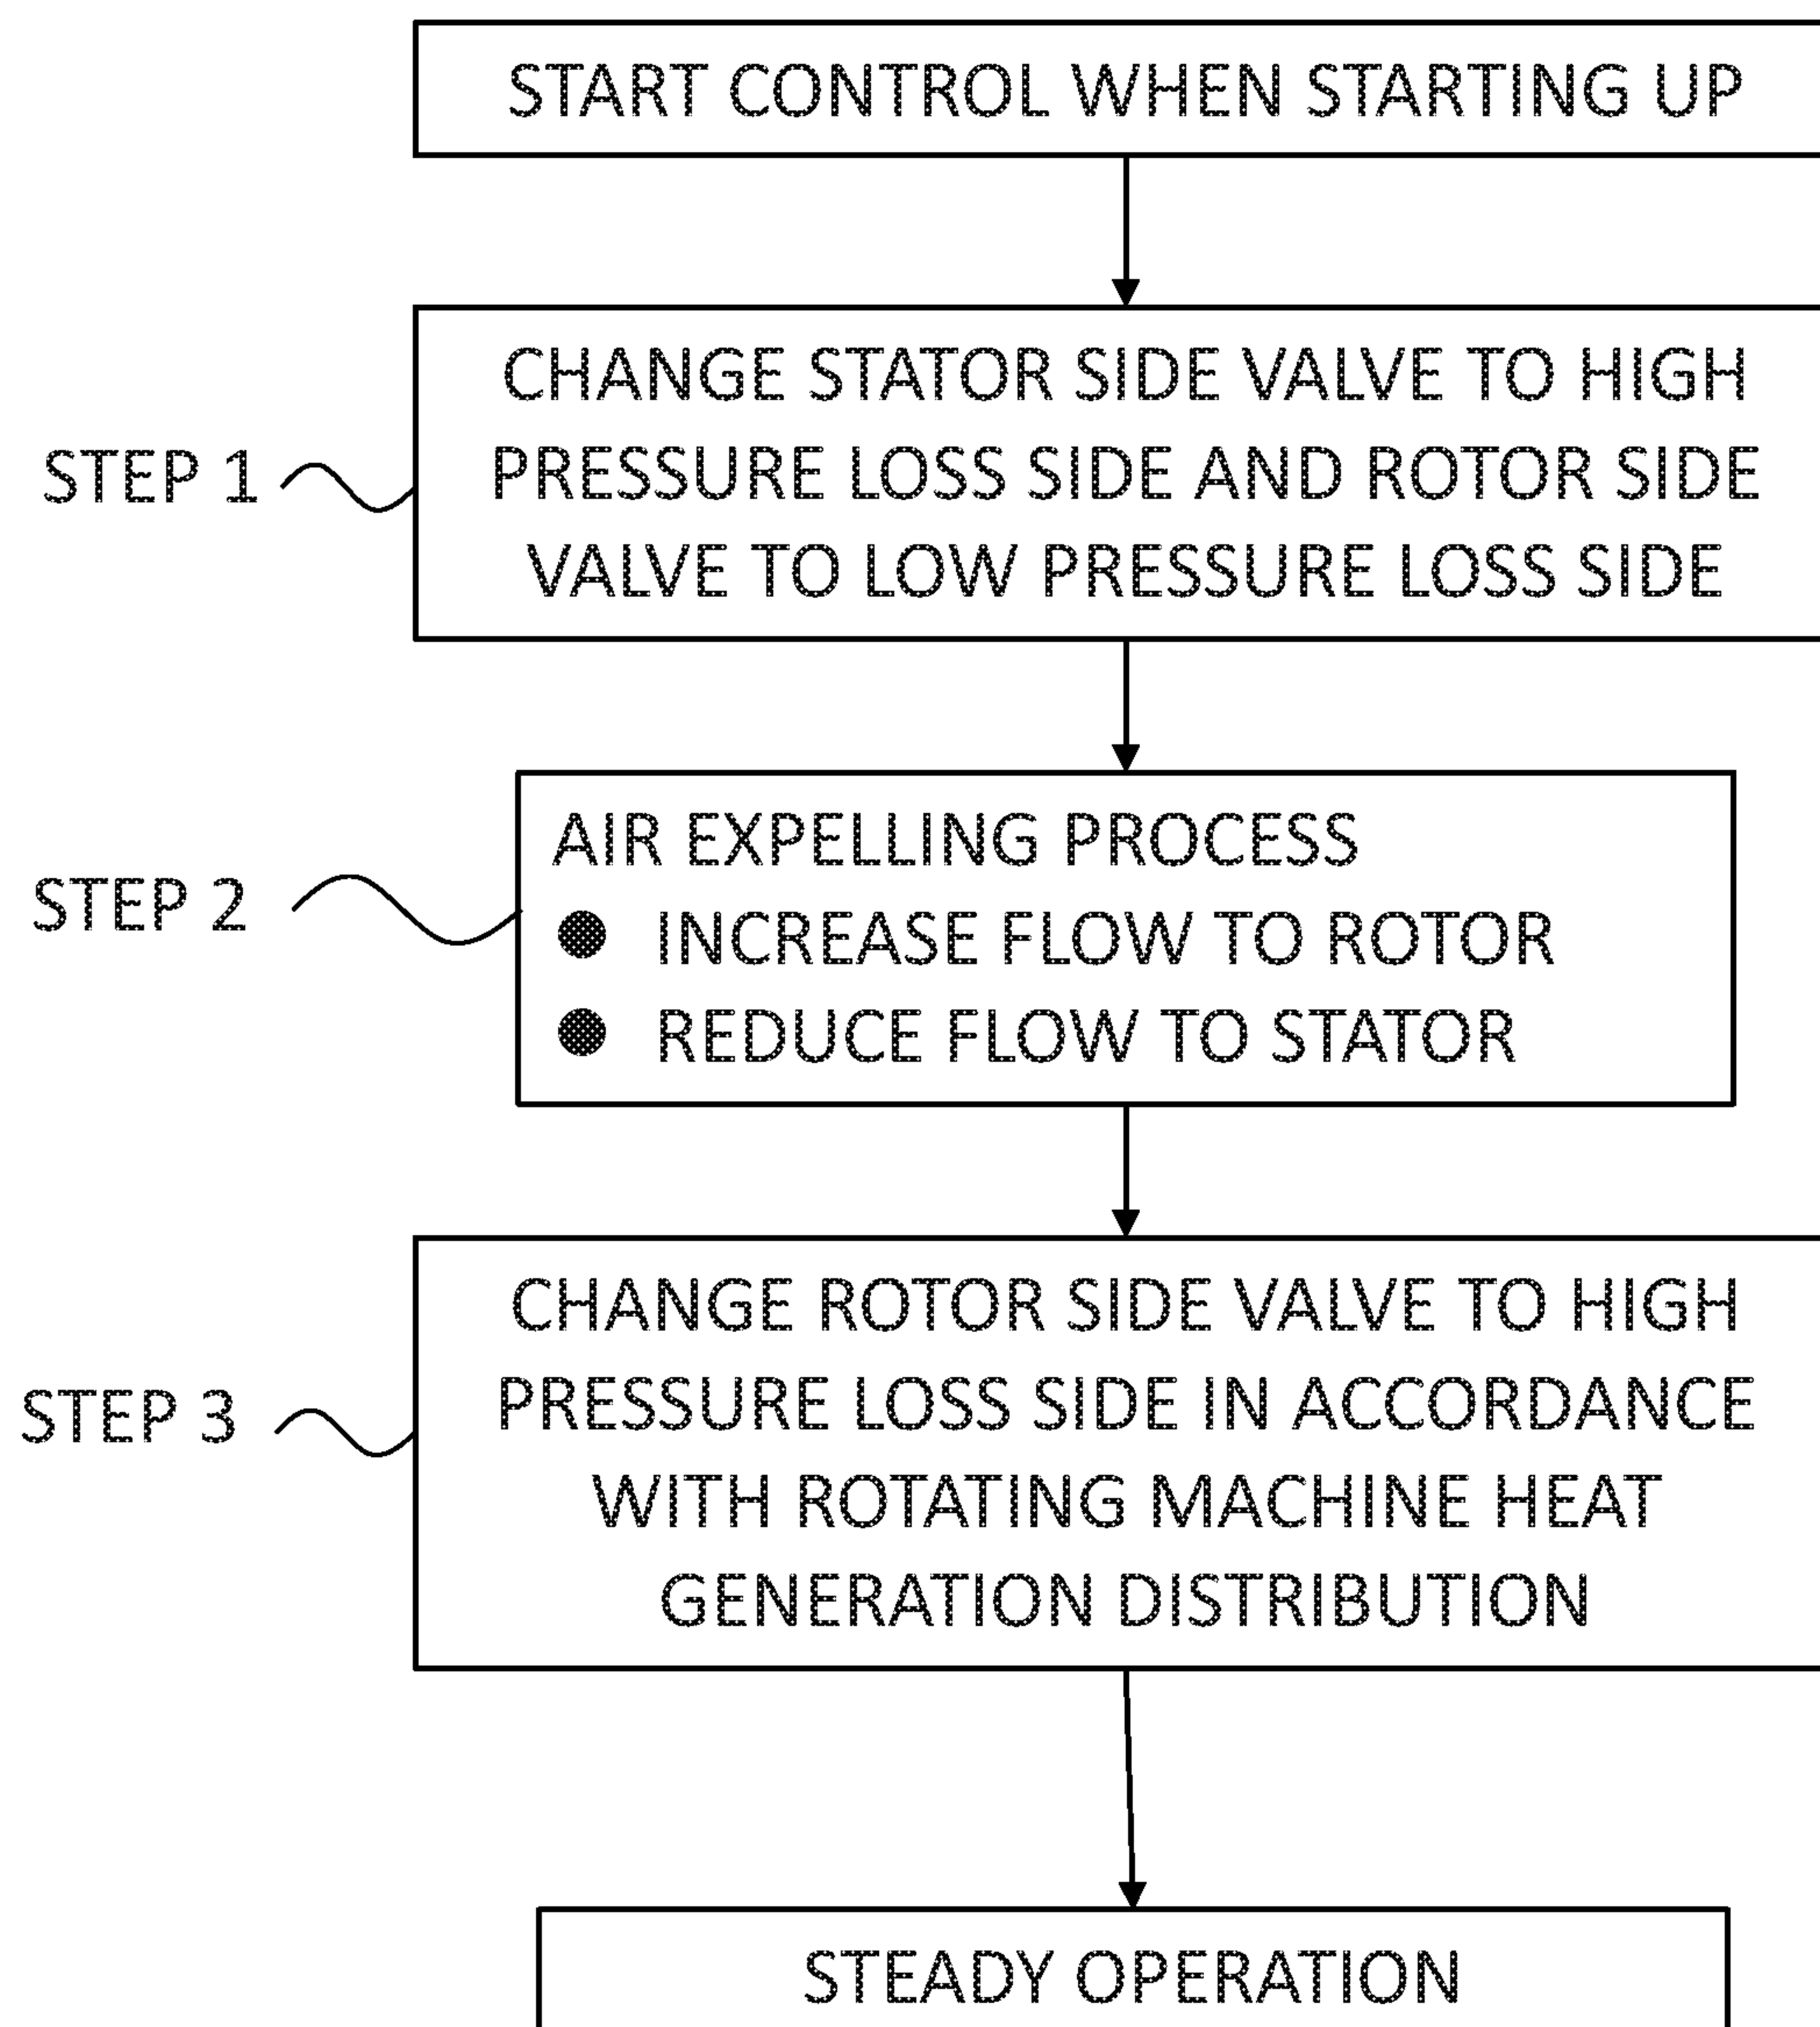 START CONTROL WHEN STARTING UP
STEP 1
CHANGE STATOR SIDE VALVE TO HIGH
PRESSURE LOSS SIDE AND ROTOR SIDE
VALVE TO LOW PRESSURE LOSS SIDE
STEP 2
AIR EXPELLING PROCESS
● INCREASE FLOW TO ROTOR
● REDUCE FLOW TO STATOR
STEP 3
CHANGE ROTOR SIDE VALVE TO HIGH
PRESSURE LOSS SIDE IN ACCORDANCE
WITH ROTATING MACHINE HEAT
GENERATION DISTRIBUTION
STEADY OPERATION